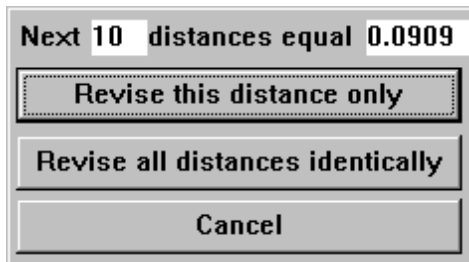 Next 10 distances equal 0.0909
Revise this distance only
Revise all distances identically
Cancel